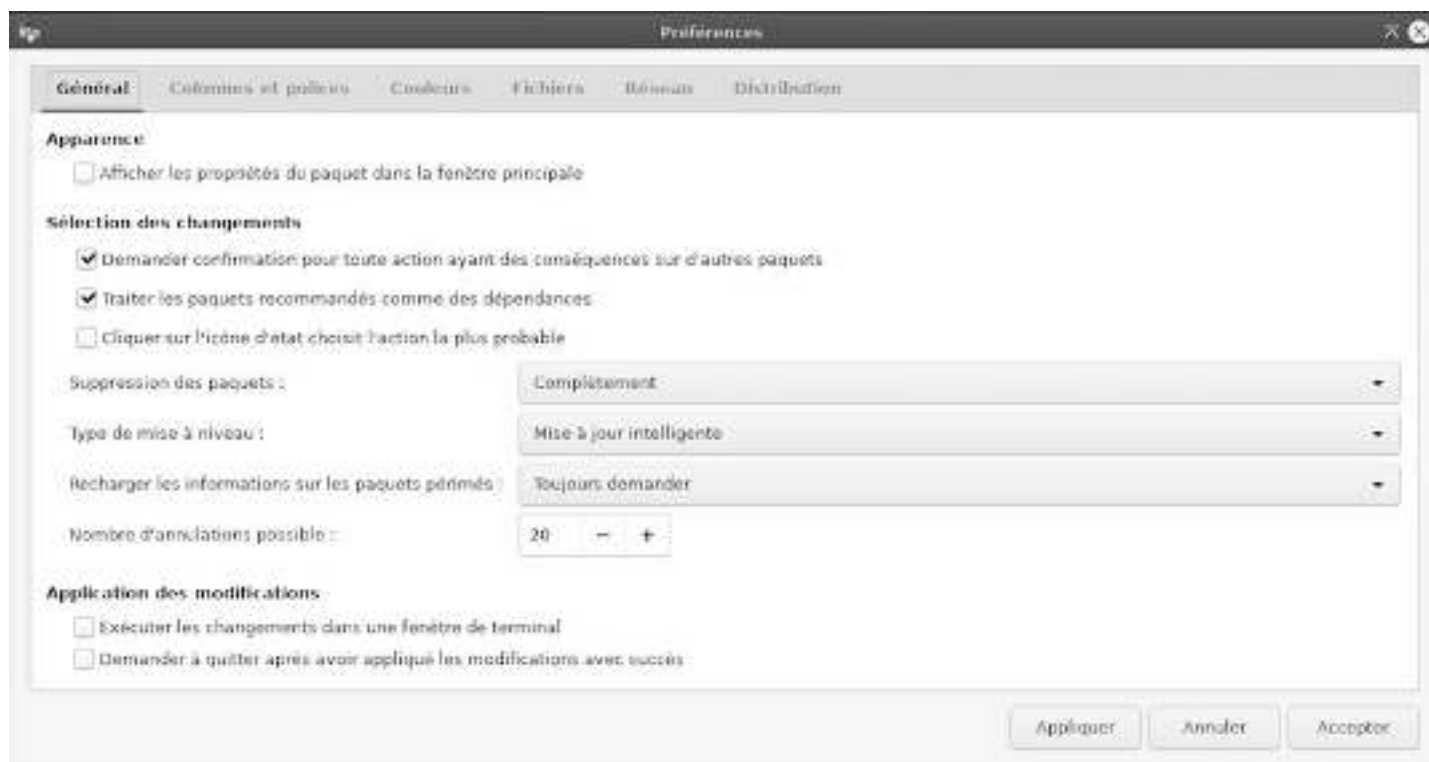 Préférences
Général Colonnes et polices Couleurs Fichiers Réseau Distribution
Apparence
Afficher les propriétés du paquet dans la fenêtre principale
Sélection des changements
Demander confirmation pour toute action ayant des conséquences sur d'autres paquets
Traiter les paquets recommandés comme des dépendances
Cliquer sur l'icône d'état choisit l'action la plus probable
Suppression des paquets : Complètement
Type de mise à niveau : Mise à jour intelligente
Recharger les informations sur les paquets périmés : Toujours demander
Nombre d'annulations possible : 20 − +
Application des modifications
Exécuter les changements dans une fenêtre de terminal
Demander à quitter après avoir appliqué les modifications avec succès
Appliquer Annuler Accepter